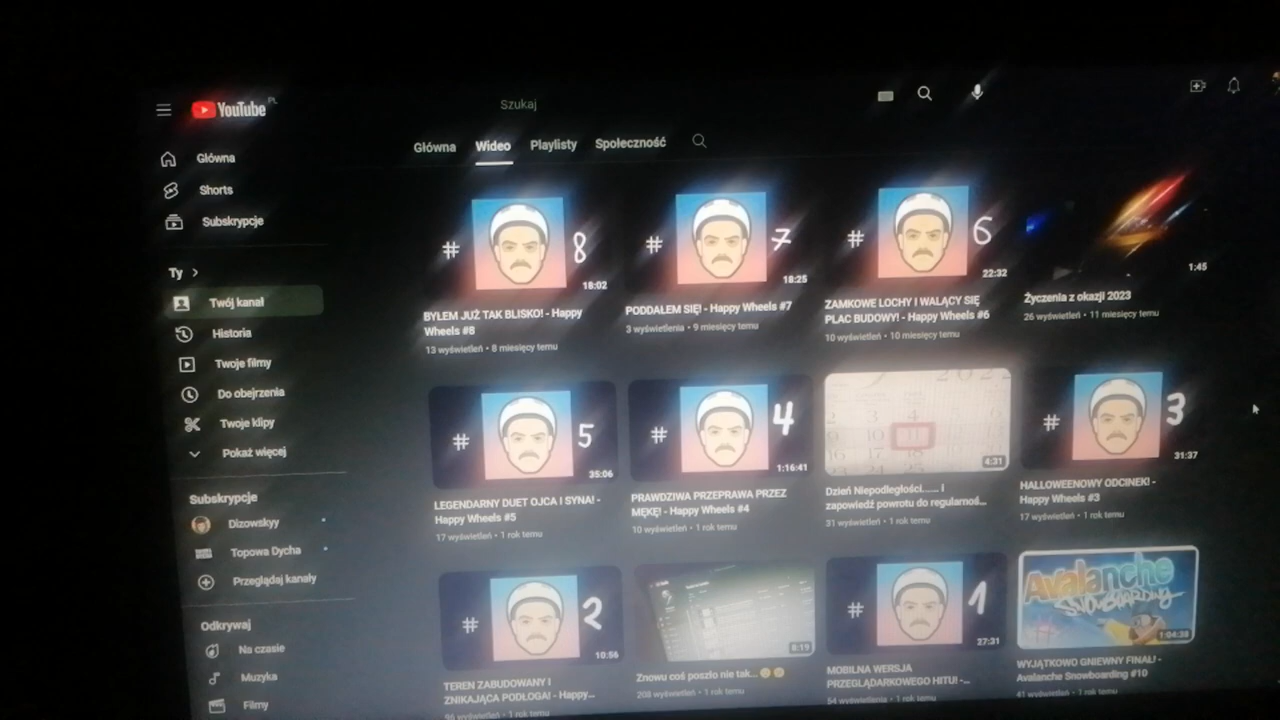 YouTube PL
Szukaj
Główna
Shorts
Subskrypcje
Ty
Twój kanał
Historia
Twoje filmy
Do obejrzenia
Twoje klipy
Pokaż więcej
Subskrypcje
Dizowskyy
Topowa Dycha
Przeglądaj kanały
Odkrywaj
Na czasie
Muzyka
Filmy
Główna Wideo Playlisty Społeczność
# 8
18:02
BYŁEM JUŻ TAK BLISKO! - Happy
Wheels #8
13 wyświetleń • 8 miesięcy temu
# 7
18:25
PODDAŁEM SIĘ! - Happy Wheels #7
3 wyświetlenia • 9 miesięcy temu
# 6
22:32
ZAMKOWE LOCHY I WALĄCY SIĘ
PLAC BUDOWY! - Happy Wheels #6
10 wyświetleń • 10 miesięcy temu
1:45
Życzenia z okazji 2023
26 wyświetleń • 11 miesięcy temu
# 5
35:06
LEGENDARNY DUET OJCA I SYNA! -
Happy Wheels #5
17 wyświetleń • 1 rok temu
# 4
1:16:41
PRAWDZIWA PRZEPRAWA PRZEZ
MĘKĘ! - Happy Wheels #4
10 wyświetleń • 1 rok temu
4:31
Dzień Niepodległości...... i
zapowiedź powrotu do regularnoś...
31 wyświetleń • 1 rok temu
# 3
31:37
HALLOWEENOWY ODCINEK! -
Happy Wheels #3
17 wyświetleń • 1 rok temu
# 2
10:56
TEREN ZABUDOWANY I
ZNIKAJĄCA PODŁOGA! - Happy...
96 wyświetleń • 1 rok temu
8:19
Znowu coś poszło nie tak...
208 wyświetleń • 1 rok temu
# 1
27:31
MOBILNA WERSJA
PRZEGLĄDARKOWEGO HITU! -...
54 wyświetlenia • 1 rok temu
Avalanche
SNOWBOARDING
1:04:38
WYJĄTKOWO GNIEWNY FINAŁ! -
Avalanche Snowboarding #10
41 wyświetleń • 1 rok temu